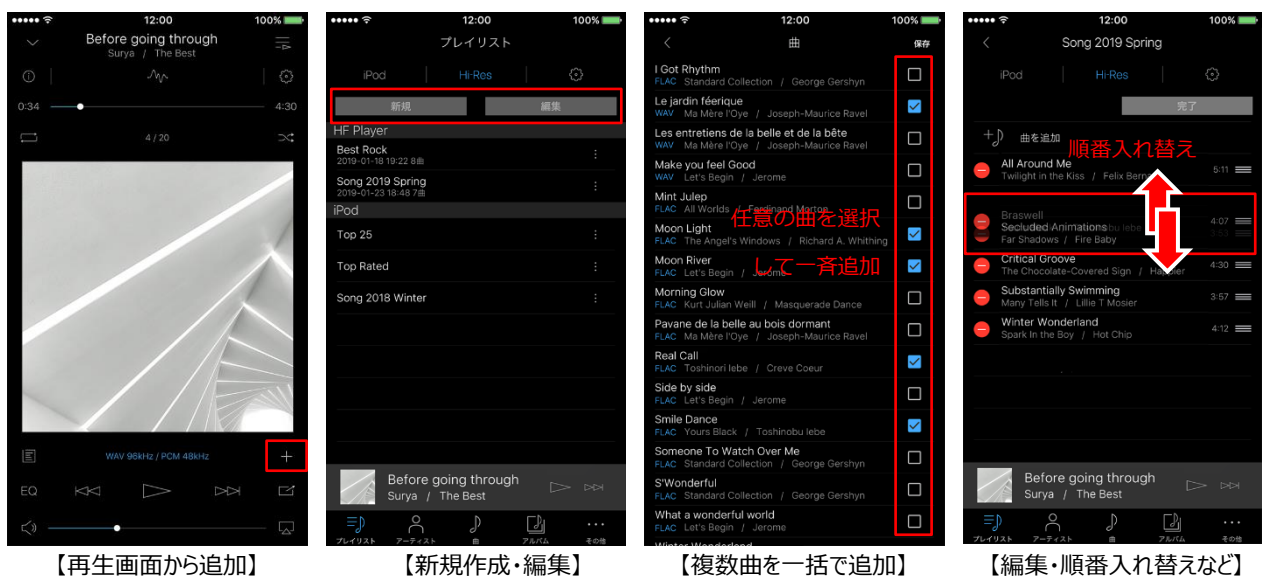 12:00
100%
Before going through
Surya / The Best
0:34
4:30
4 / 20
WAV 96kHz / PCM 48kHz
EQ
【再生画面から追加】
12:00
100%
プレイリスト
iPod
Hi-Res
新規
編集
HF Player
Best Rock
2019-01-18 19:22 8曲
Song 2019 Spring
2019-01-23 18:48 7曲
iPod
Top 25
Top Rated
Song 2018 Winter
Before going through
Surya / The Best
プレイリスト
アーティスト
曲
アルバム
その他
【新規作成・編集】
12:00
100%
曲
保存
I Got Rhythm
FLAC Standard Collection / George Gershyn
Le jardin féerique
WAV Ma Mère l'Oye / Joseph-Maurice Ravel
Les entretiens de la belle et de la bête
WAV Ma Mère l'Oye / Joseph-Maurice Ravel
Make you feel Good
WAV Let's Begin / Jerome
Mint Julep
FLAC All Worlds / Ferdinand Morton
任意の曲を選択
Moon Light
FLAC The Angel's Windows / Richard A. Whithing
Moon River
FLAC Let's Begin / Jerome
して一斉追加
Morning Glow
FLAC Kurt Julian Weill / Masquerade Dance
Pavane de la belle au bois dormant
FLAC Ma Mère l'Oye / Joseph-Maurice Ravel
Real Call
FLAC Toshinori Iebe / Creve Coeur
Side by side
FLAC Let's Begin / Jerome
Smile Dance
FLAC Yours Black / Toshinobu Iebe
Someone To Watch Over Me
FLAC Standard Collection / George Gershyn
S'Wonderful
FLAC Standard Collection / George Gershyn
What a wonderful world
FLAC Let's Begin / Jerome
Winter Wonderland
【複数曲を一括で追加】
12:00
100%
Song 2019 Spring
iPod
Hi-Res
完了
曲を追加
順番入れ替え
All Around Me
Twilight in the Kiss / Felix
5:11
Braswell
4:07
Secluded Animations
Far Shadows / Fire Baby
3:53
Critical Groove
The Chocolate-Covered Sign /
4:30
Substantially Swimming
Many Tells It / Lillie T Mosier
3:57
Winter Wonderland
Spark In the Boy / Hot Chip
4:12
Before going through
Surya / The Best
プレイリスト
アーティスト
曲
アルバム
その他
【編集・順番入れ替えなど】